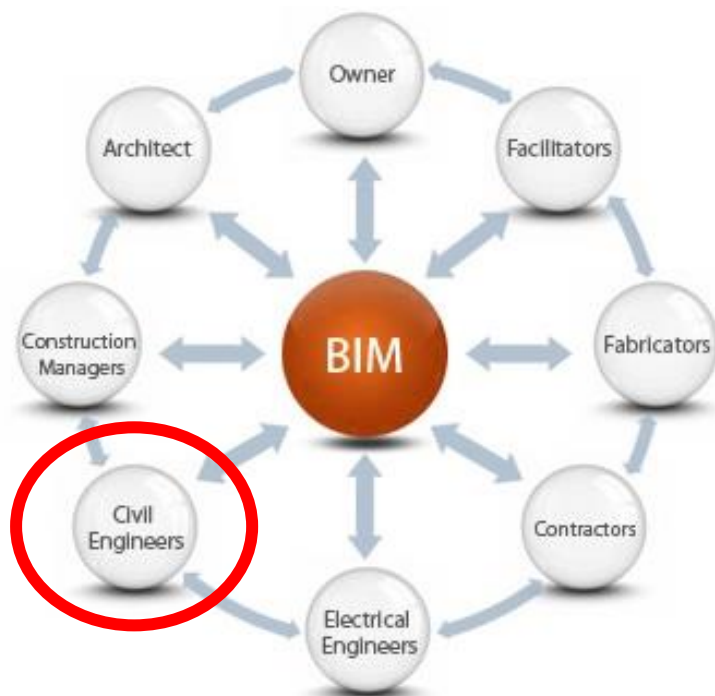 Owner
Architect
Facilitators
Construction
Managers
BIM
Fabricators
Civil
Engineers
Contractors
Electrical
Engineers